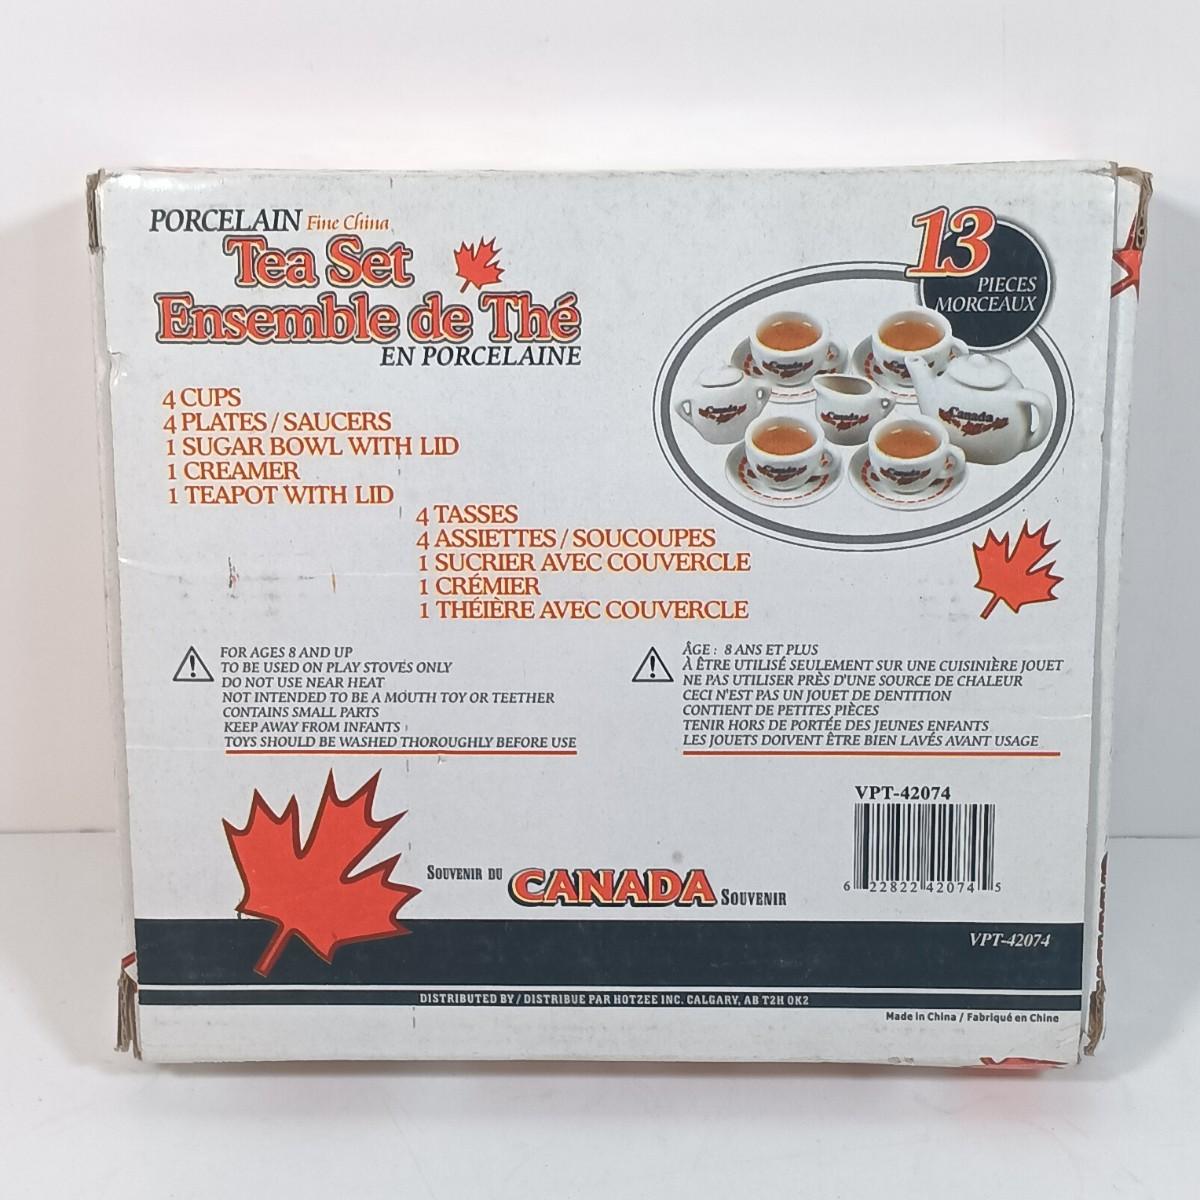 PORCELAIN Fine China
Tea Set
Ensemble de Thé
EN PORCELAINE
13
PIECES
MORCEAUX
Canada
Canada
Canada
Canada
Canada
Canada
Canada
4 CUPS
4 PLATES / SAUCERS
1 SUGAR BOWL WITH LID
1 CREAMER
1 TEAPOT WITH LID
4 TASSES
4 ASSIETTES / SOUCOUPES
1 SUCRIER AVEC COUVERCLE
1 CRÉMIER
1 THÉIÈRE AVEC COUVERCLE
FOR AGES 8 AND UP
TO BE USED ON PLAY STOVES ONLY
DO NOT USE NEAR HEAT
NOT INTENDED TO BE A MOUTH TOY OR TEETHER
CONTAINS SMALL PARTS
KEEP AWAY FROM INFANTS
TOYS SHOULD BE WASHED THOROUGHLY BEFORE USE
ÂGE : 8 ANS ET PLUS
À ÊTRE UTILISÉ SEULEMENT SUR UNE CUISINIÈRE JOUET
NE PAS UTILISER PRÈS D'UNE SOURCE DE CHALEUR
CECI N'EST PAS UN JOUET DE DENTITION
CONTIENT DE PETITES PIÈCES
TENIR HORS DE PORTÉE DES JEUNES ENFANTS
LES JOUETS DOIVENT ÊTRE BIEN LAVÉS AVANT USAGE
VPT-42074
6 22822 42074 5
SOUVENIR DU CANADA SOUVENIR
VPT-42074
DISTRIBUTED BY / DISTRIBUE PAR HOTZEE INC. CALGARY, AB T2H 0K2
Made in China / Fabriqué en Chine